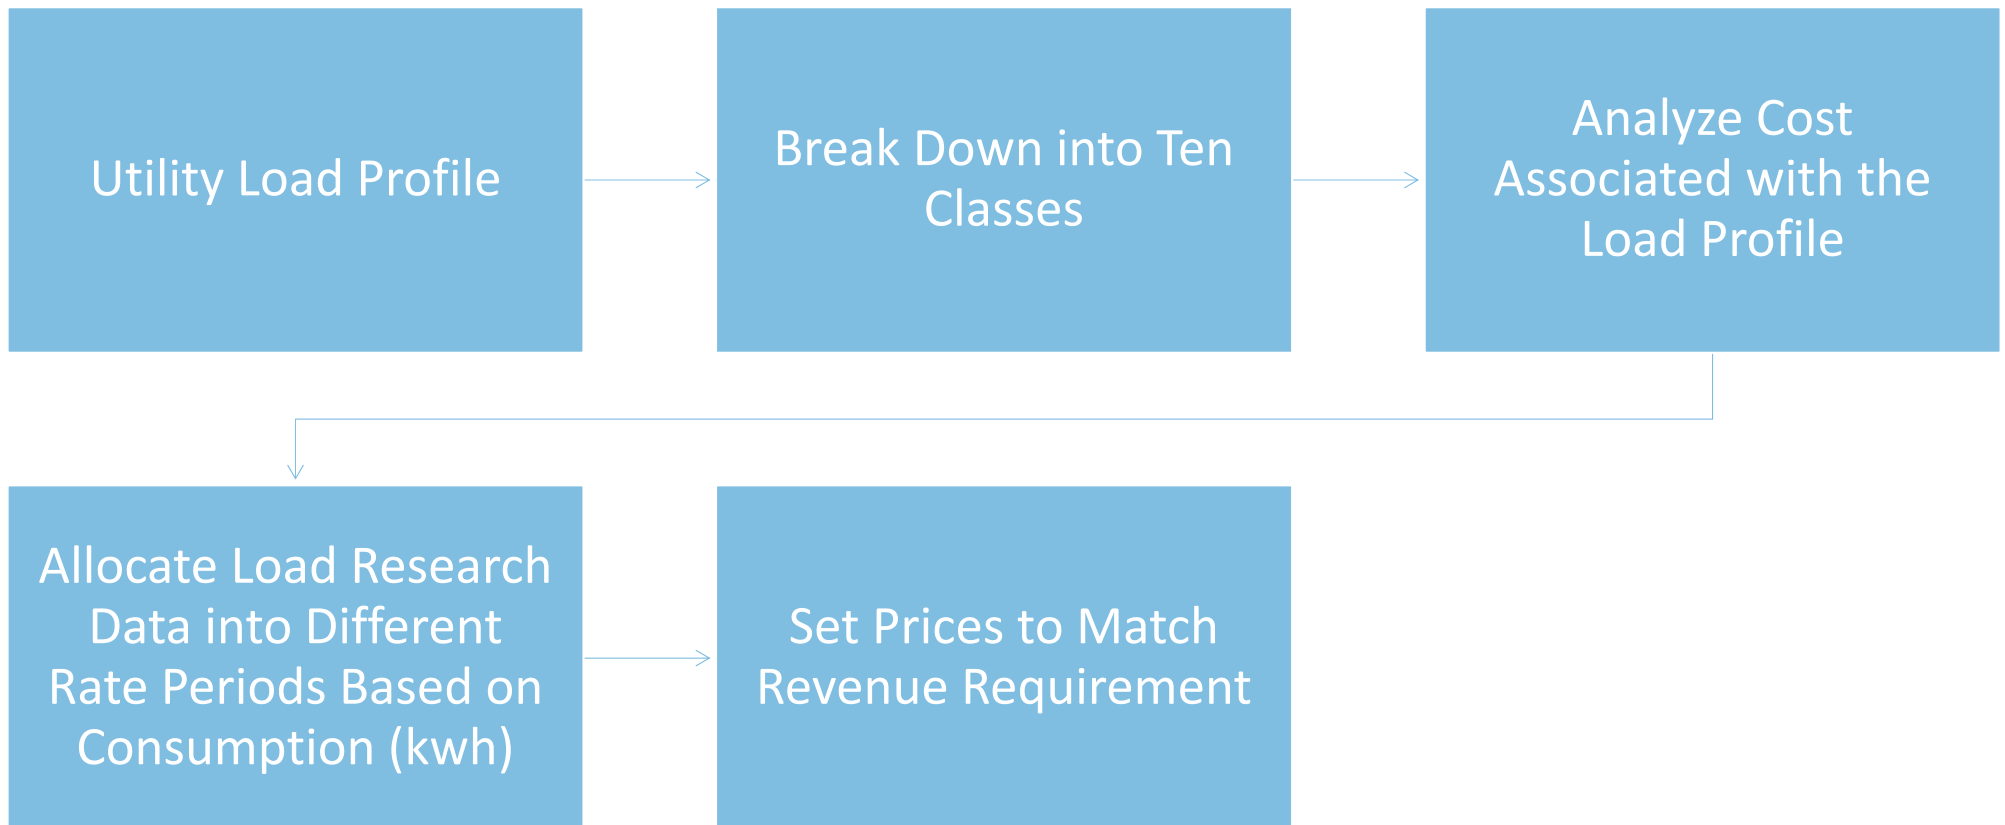 Utility Load Profile
Break Down into Ten
Classes
Analyze Cost
Associated with the
Load Profile
Allocate Load Research
Data into Different
Rate Periods Based on
Consumption (kwh)
Set Prices to Match
Revenue Requirement